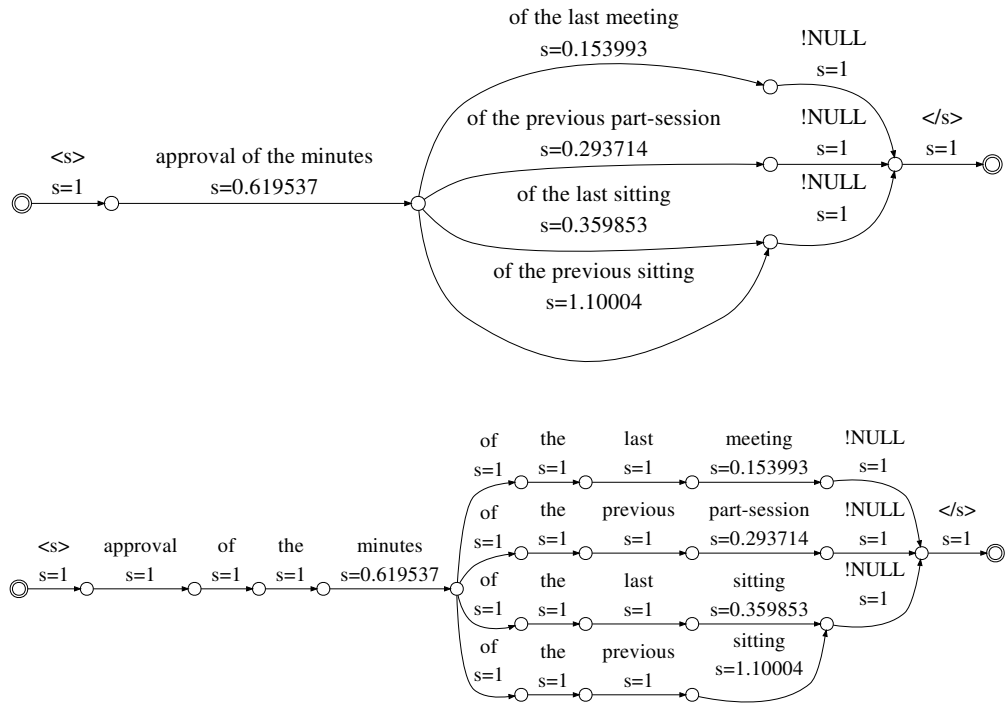 of the last meeting
s=0.153993
!NULL
s=1
of the previous part-session
s=0.293714
!NULL
s=1
</s>
s=1
<s>
s=1
approval of the minutes
s=0.619537
of the last sitting
s=0.359853
!NULL
s=1
of the previous sitting
s=1.10004
of
s=1
the
s=1
last
s=1
meeting
s=0.153993
!NULL
s=1
of
s=1
the
s=1
previous
s=1
part-session
s=0.293714
!NULL
s=1
</s>
s=1
<s>
s=1
approval
s=1
of
s=1
the
s=1
minutes
s=0.619537
of
s=1
the
s=1
last
s=1
sitting
s=0.359853
!NULL
s=1
of
s=1
the
s=1
previous
s=1
sitting
s=1.10004